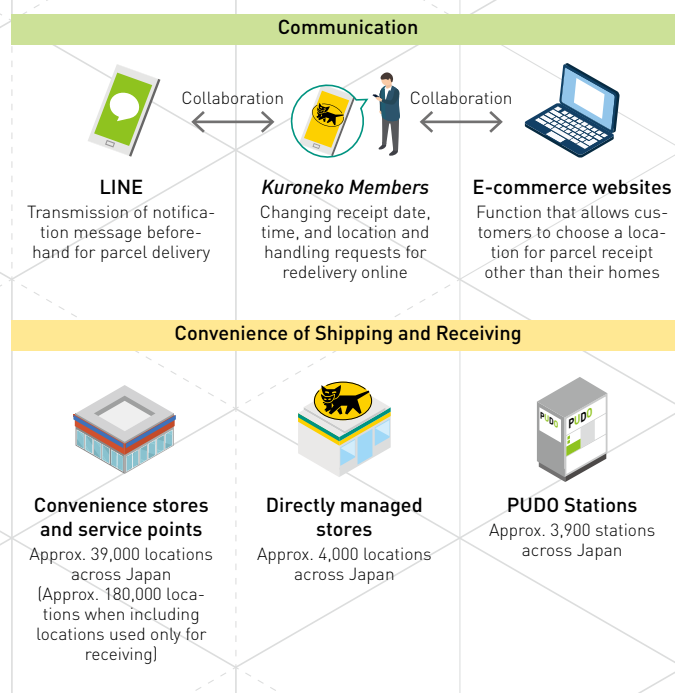 Communication
Collaboration
Collaboration
LINE
Transmission of notifica-
tion message before-
hand for parcel delivery
Kuroneko Members
Changing receipt date,
time, and location and
handling requests for
redelivery online
E-commerce websites
Function that allows cus-
tomers to choose a loca-
tion for parcel receipt
other than their homes
Convenience of Shipping and Receiving
PUDO
PUDO
Convenience stores
and service points
Approx. 39,000 locations
across Japan
(Approx. 180,000 loca-
tions when including
locations used only for
receiving)
Directly managed
stores
Approx. 4,000 locations
across Japan
PUDO Stations
Approx. 3,900 stations
across Japan